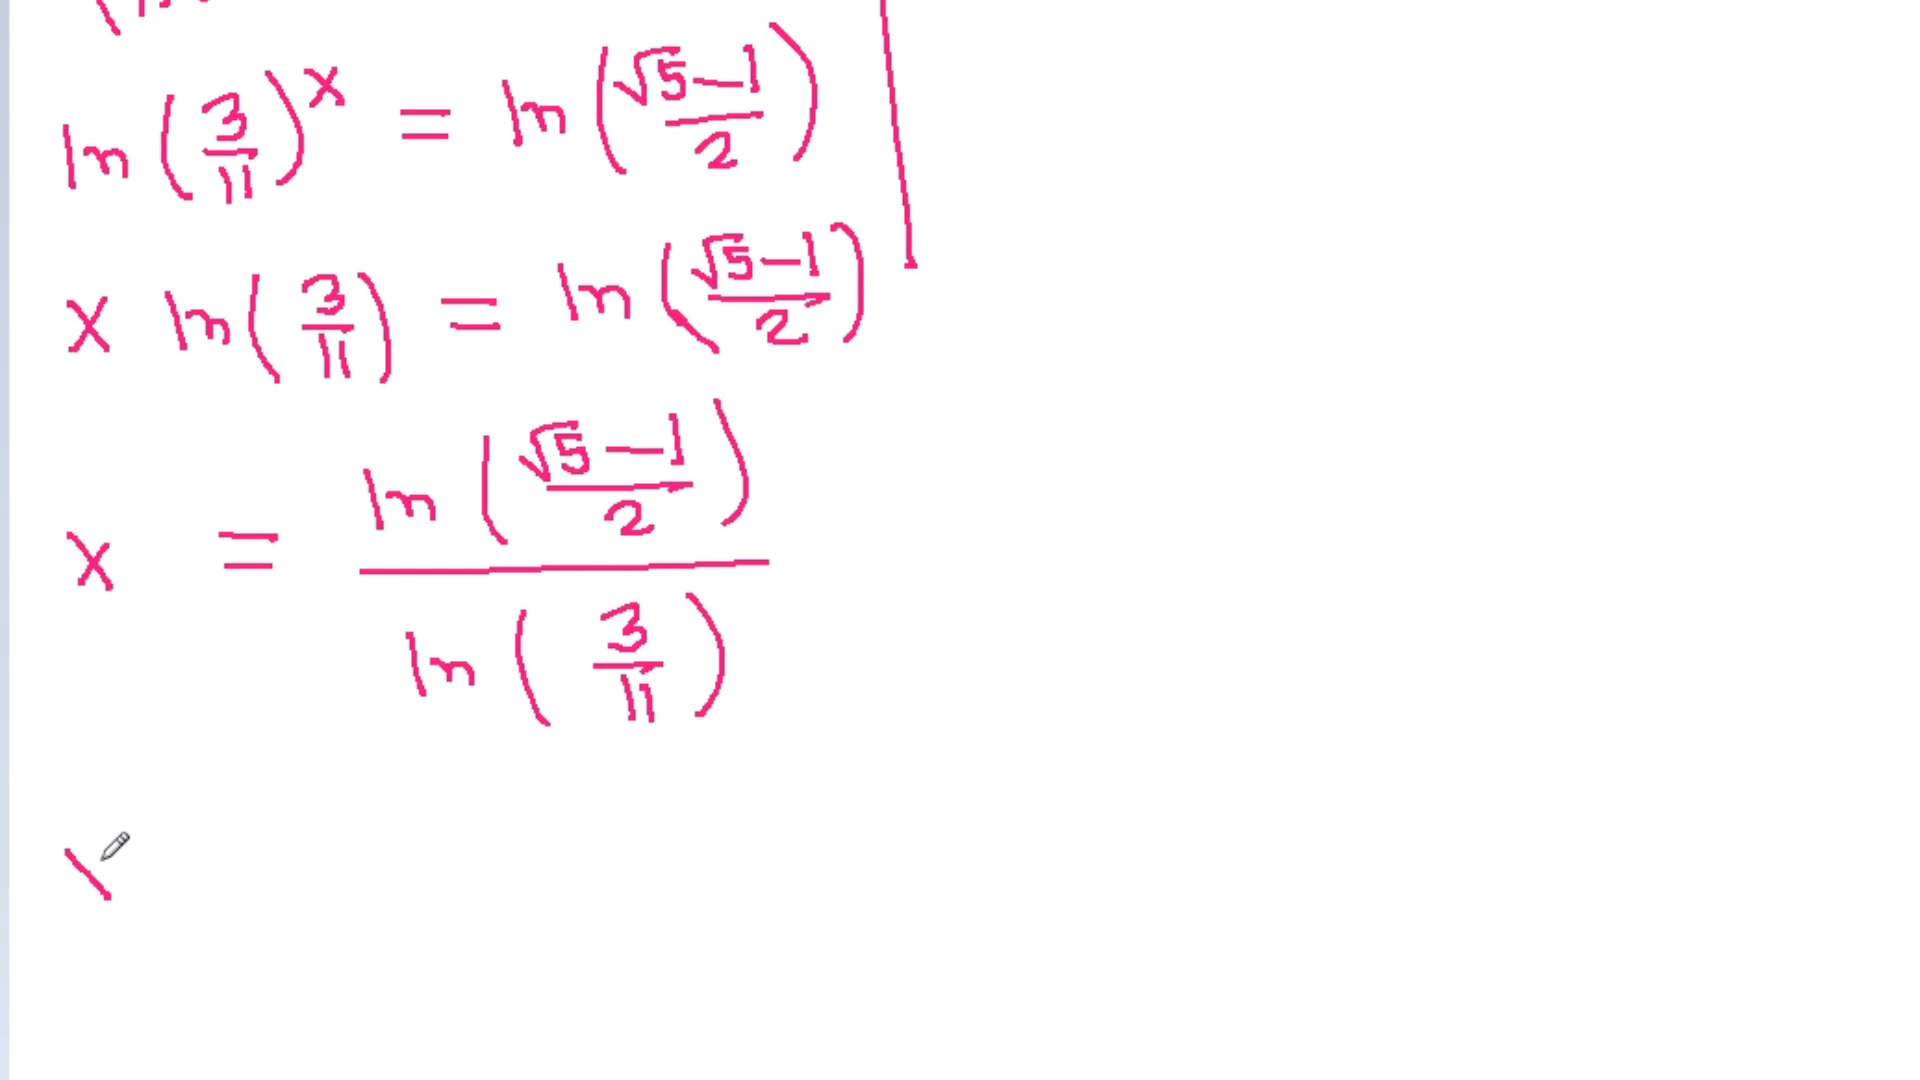 ln(3/11)^x = ln((√5-1)/2)
x ln(3/11) = ln((√5-1)/2)
x = ln((√5-1)/2) / ln(3/11)